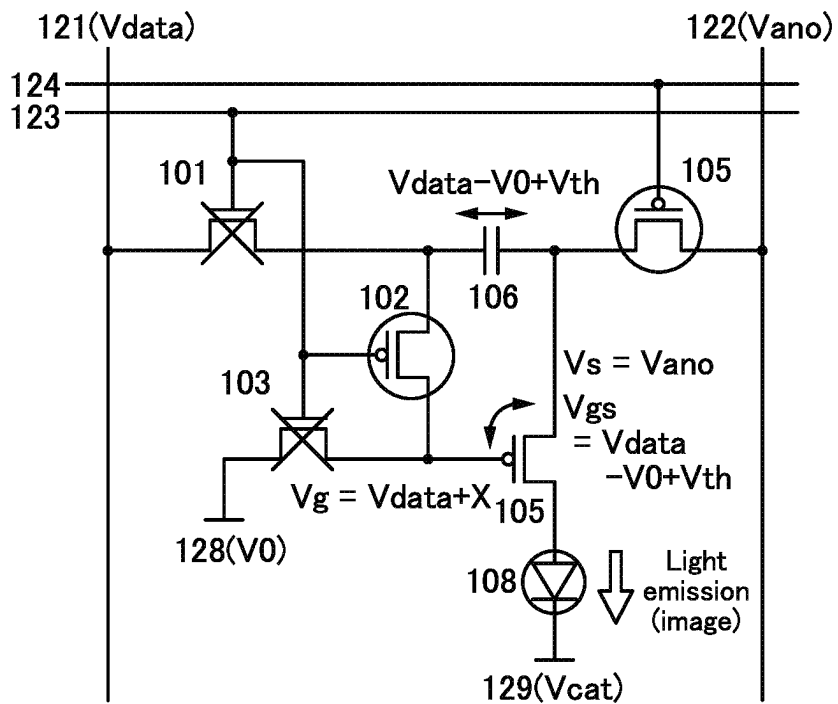 121(Vdata)
122(Vano)
124
123
101
105
Vdata-V0+Vth
106
102
103
Vs = Vano
Vgs
= Vdata
-V0+Vth
Vg = Vdata+X
105
128(V0)
108
Light
emission
(image)
129(Vcat)